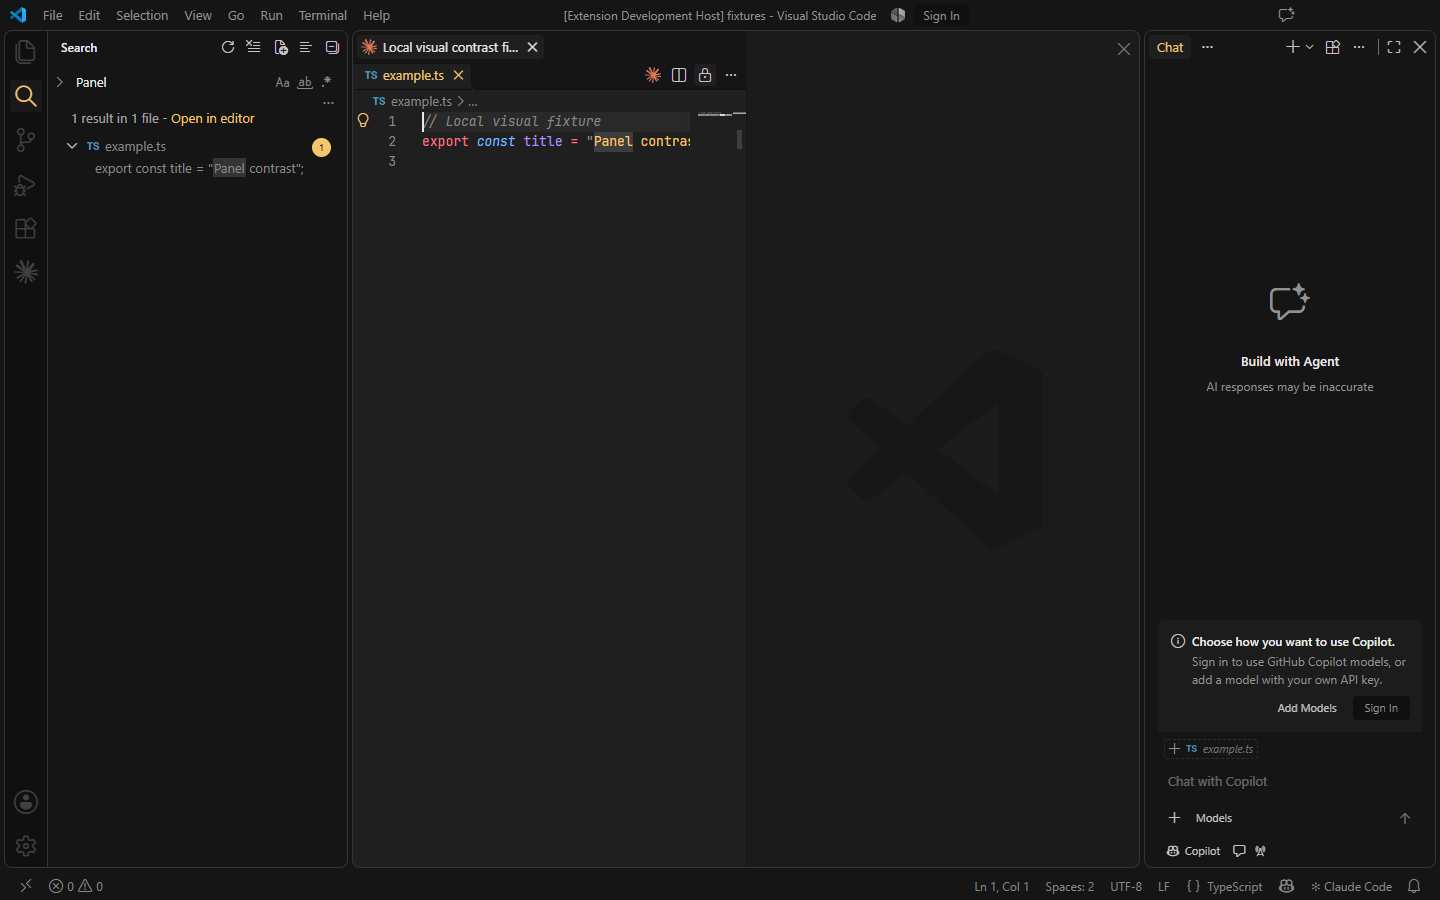 File Edit Selection View Go Run Terminal Help
[Extension Development Host] fixtures - Visual Studio Code
Sign In
Search
Panel
Aa ab .*
1 result in 1 file - Open in editor
TS example.ts
1
export const title = "Panel contrast";
Local visual contrast fi...
TS example.ts
TS example.ts > ...
1 // Local visual fixture
2 export const title = "Panel contras
3
Chat
Build with Agent
AI responses may be inaccurate
Choose how you want to use Copilot.
Sign in to use GitHub Copilot models, or
add a model with your own API key.
Add Models Sign In
TS example.ts
Chat with Copilot
Models
Copilot
0 0
Ln 1, Col 1 Spaces: 2 UTF-8 LF { } TypeScript Claude Code